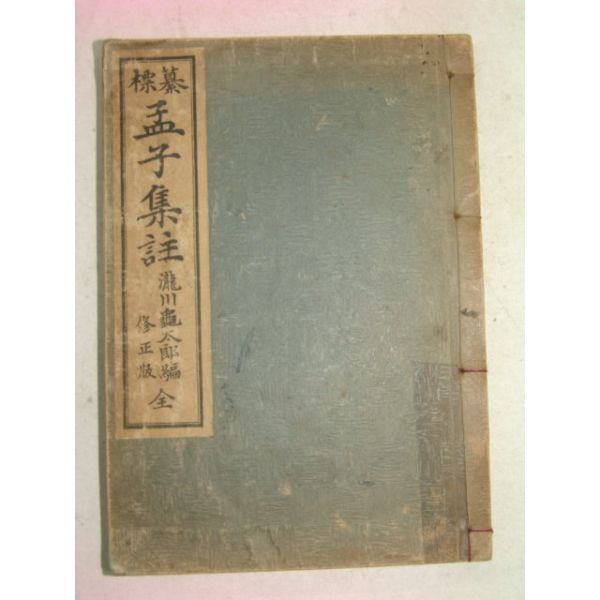 纂標
孟子集註
瀧川龜太郎編
修正版
全